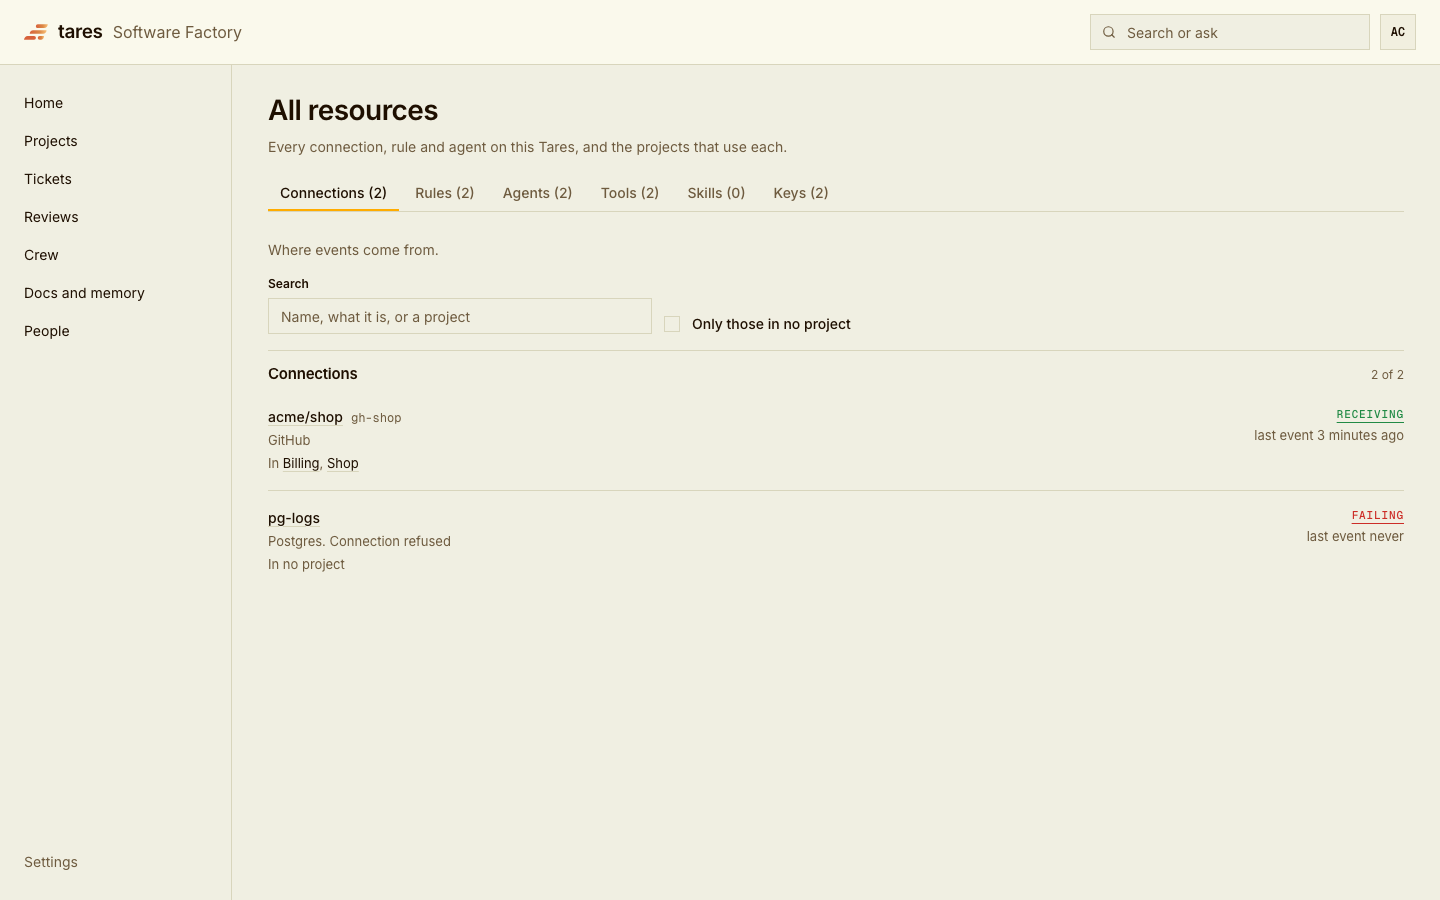 tares Software Factory
Search or ask
AC
Home
Projects
Tickets
Reviews
Crew
Docs and memory
People
Settings
All resources
Every connection, rule and agent on this Tares, and the projects that use each.
Connections (2) Rules (2) Agents (2) Tools (2) Skills (0) Keys (2)
Where events come from.
Search
Name, what it is, or a project
Only those in no project
Connections
2 of 2
acme/shop gh-shop
RECEIVING
GitHub
last event 3 minutes ago
In Billing, Shop
pg-logs
FAILING
Postgres. Connection refused
last event never
In no project